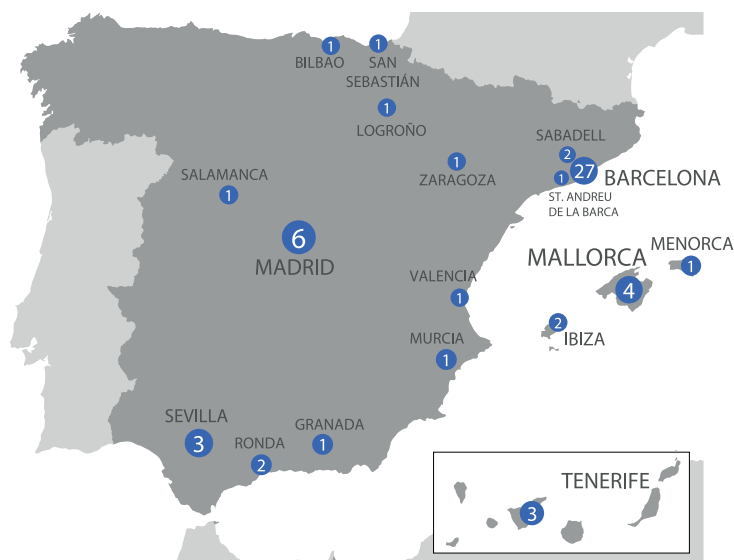 1
1
BILBAO
SAN
SEBASTIÁN
1
LOGROÑO
SABADELL
2
1
ZARAGOZA
27
BARCELONA
1
ST. ANDREU
DE LA BARCA
SALAMANCA
1
6
MADRID
MALLORCA
4
MENORCA
1
VALENCIA
1
2
IBIZA
MURCIA
1
SEVILLA
3
RONDA
2
GRANADA
1
TENERIFE
3